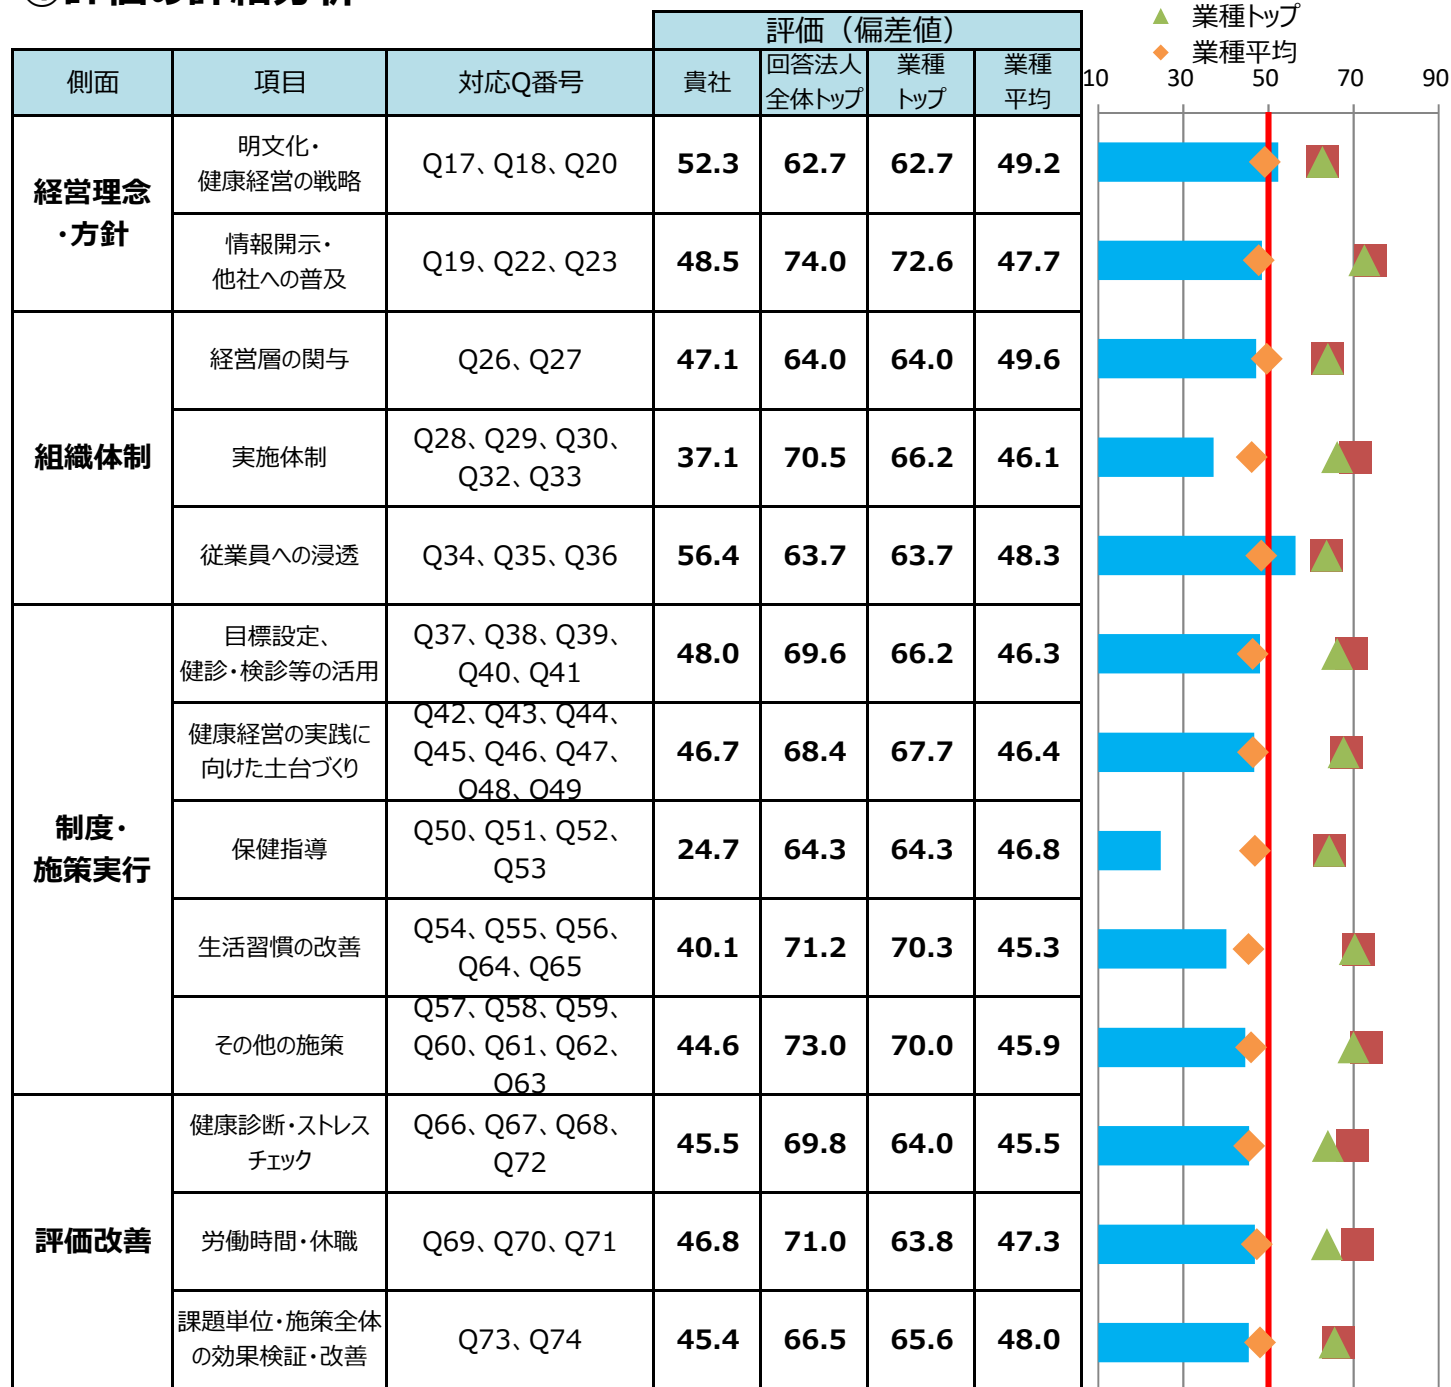 評価（偏差値）
▲ 業種トップ
◆ 業種平均
側面 項目 対応Q番号 貴社 回答法人 業種 業種
全体トップ トップ 平均
10 30 50 70 90
経営理念
・方針
明文化・
健康経営の戦略
Q17、Q18、Q20 52.3 62.7 62.7 49.2
情報開示・
他社への普及
Q19、Q22、Q23 48.5 74.0 72.6 47.7
組織体制
経営層の関与 Q26、Q27 47.1 64.0 64.0 49.6
実施体制
Q28、Q29、Q30、
Q32、Q33
37.1 70.5 66.2 46.1
従業員への浸透 Q34、Q35、Q36 56.4 63.7 63.7 48.3
制度・
施策実行
目標設定、
健診・検診等の活用
Q37、Q38、Q39、
Q40、Q41
48.0 69.6 66.2 46.3
健康経営の実践に
向けた土台づくり
Q42、Q43、Q44、
Q45、Q46、Q47、
Q48、Q49
46.7 68.4 67.7 46.4
保健指導
Q50、Q51、Q52、
Q53
24.7 64.3 64.3 46.8
生活習慣の改善
Q54、Q55、Q56、
Q64、Q65
40.1 71.2 70.3 45.3
その他の施策
Q57、Q58、Q59、
Q60、Q61、Q62、
Q63
44.6 73.0 70.0 45.9
評価改善
健康診断・ストレス
チェック
Q66、Q67、Q68、
Q72
45.5 69.8 64.0 45.5
労働時間・休職 Q69、Q70、Q71 46.8 71.0 63.8 47.3
課題単位・施策全体
の効果検証・改善
Q73、Q74 45.4 66.5 65.6 48.0